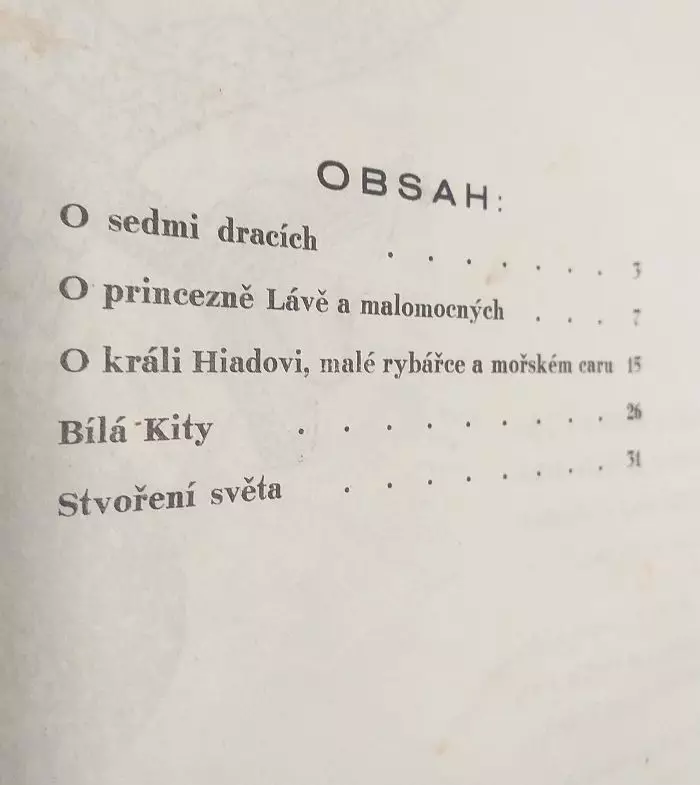 OBSAH:
O sedmi dracích . . . . . . . 3
O princezně Lávě a malomocných . . . 7
O králi Hiadovi, malé rybářce a mořském caru 15
Bílá Kity . . . . . . . . 26
Stvoření světa . . . . . . . 31